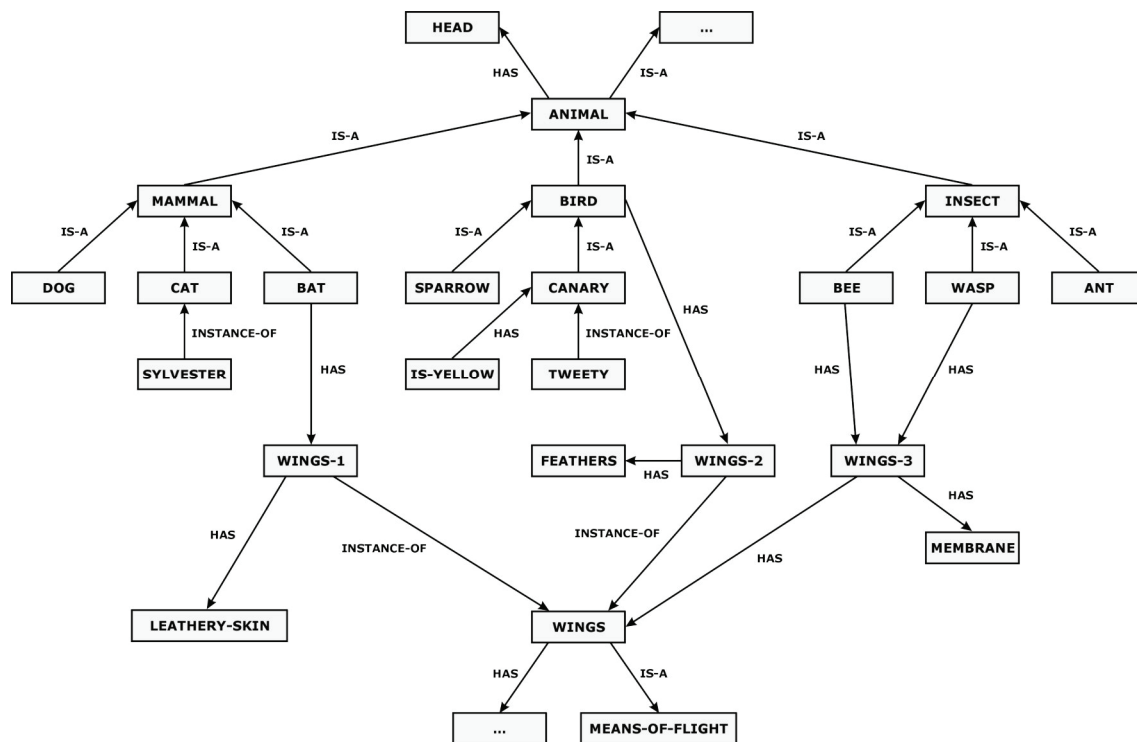 HEAD
...
HAS
IS-A
ANIMAL
IS-A
IS-A
IS-A
MAMMAL
BIRD
INSECT
IS-A
IS-A
IS-A
IS-A
IS-A
IS-A
IS-A
IS-A
DOG
CAT
BAT
SPARROW
CANARY
BEE
WASP
ANT
HAS
INSTANCE-OF
HAS
INSTANCE-OF
SYLVESTER
HAS
IS-YELLOW
TWEETY
HAS
HAS
WINGS-1
FEATHERS
HAS
WINGS-2
WINGS-3
HAS
HAS
INSTANCE-OF
INSTANCE-OF
HAS
MEMBRANE
LEATHERY-SKIN
WINGS
HAS
IS-A
...
MEANS-OF-FLIGHT